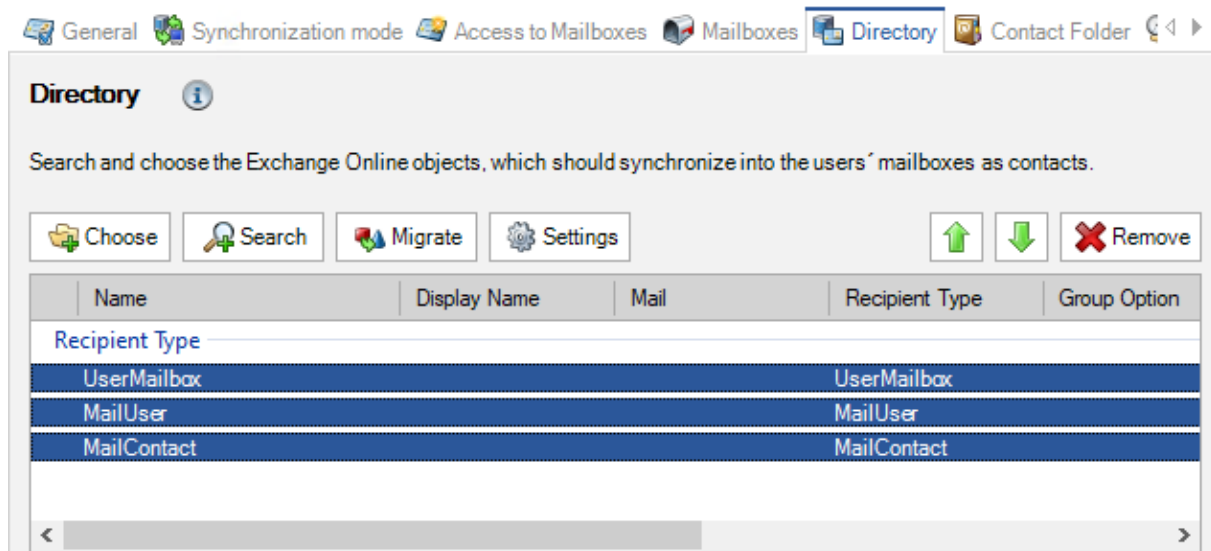 General Synchronization mode Access to Mailboxes Mailboxes Directory Contact Folder
Directory
Search and choose the Exchange Online objects, which should synchronize into the users´ mailboxes as contacts.
Choose Search Migrate Settings Remove
Name Display Name Mail Recipient Type Group Option
Recipient Type
UserMailbox UserMailbox
MailUser MailUser
MailContact MailContact